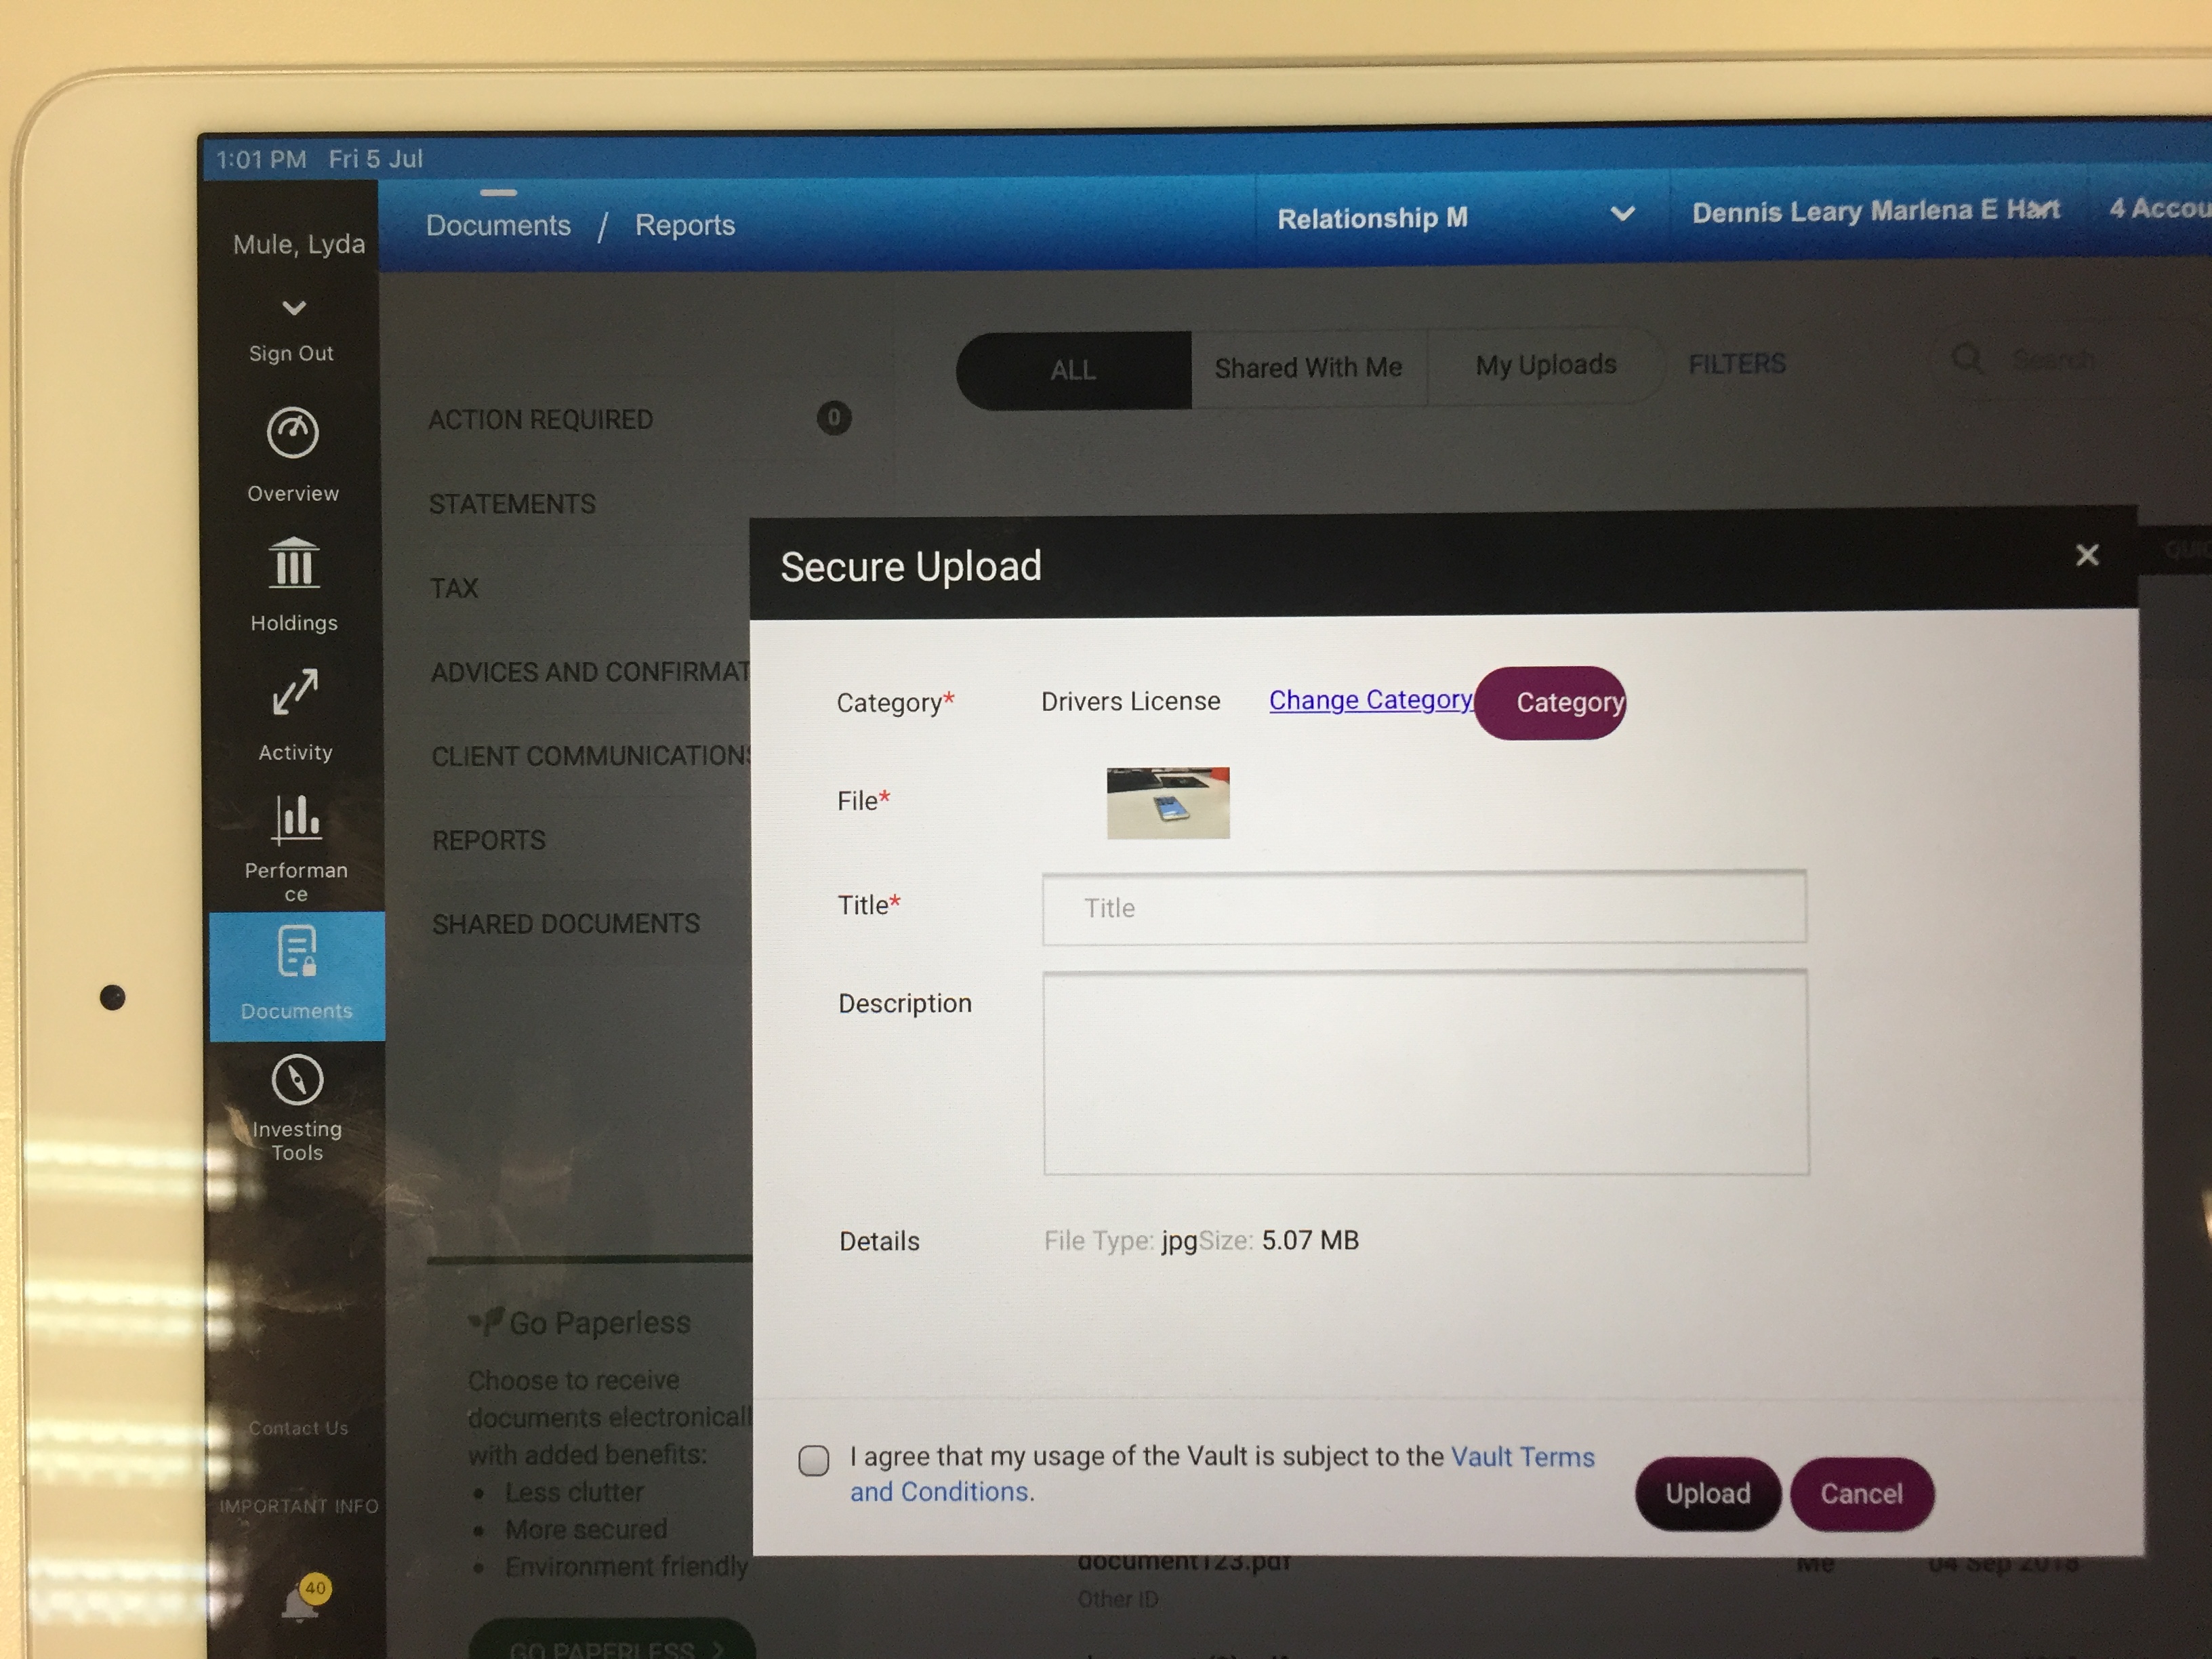 1:01 PM Fri 5 Jul
Mule, Lyda
Sign Out
Overview
Holdings
Activity
Performan
ce
Documents
Investing
Tools
Contact Us
IMPORTANT INFO
40
Documents / Reports
Relationship M
Dennis Leary Marlena E Hart
4 Accou
ALL
Shared With Me
My Uploads
FILTERS
Search
ACTION REQUIRED
0
STATEMENTS
TAX
ADVICES AND CONFIRMAT
CLIENT COMMUNICATIONS
REPORTS
SHARED DOCUMENTS
Go Paperless
Choose to receive
documents electronicall
with added benefits:
• Less clutter
• More secured
• Environment friendly
GO PAPERLESS >
QUIC
Secure Upload
×
Category* Drivers License Change Category Category
File*
Title* Title
Description
Details File Type: jpgSize: 5.07 MB
I agree that my usage of the Vault is subject to the Vault Terms
and Conditions.
Upload
Cancel
document123.pdf Me 04 Sep 2018
Other ID